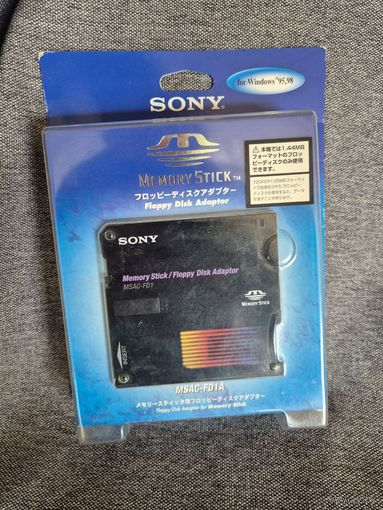 for Windows® 95,98
SONY
MEMORY STICK™
フロッピーディスクアダプター
Floppy Disk Adaptor
本機では1.44MB
フォーマットのフロッ
ピーディスクのみ使用
できます。
SONY
Memory Stick/Floppy Disk Adaptor
MSAC-FD1
MEMORY STICK
INSERT
MSAC-FD1A
メモリースティック用フロッピーディスクアダプター
Floppy Disk Adaptor for Memory Stick